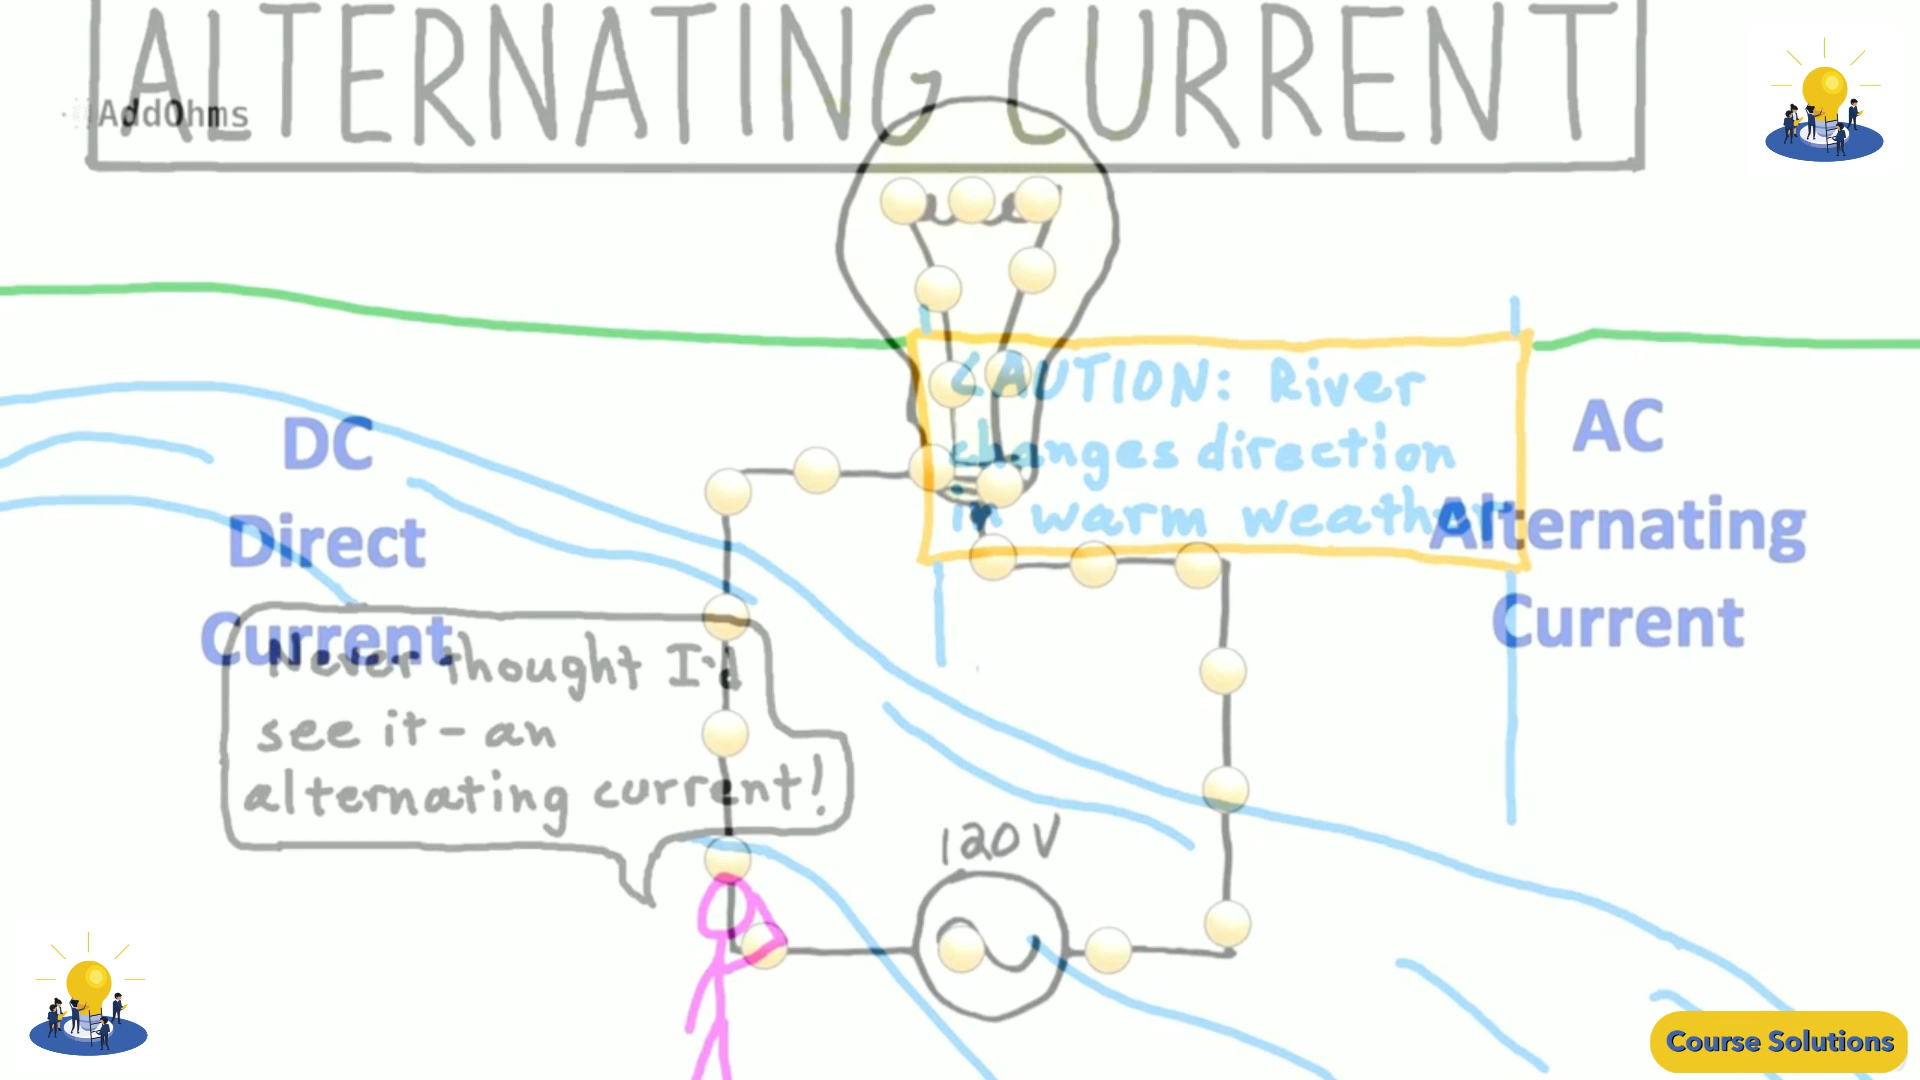 ALTERNATING CURRENT
AddOhms
CAUTION: River
changes direction
in warm weather
DC
Direct
Current
AC
Alternating
Current
Never thought I'd
see it - an
alternating current!
120V
Course Solutions